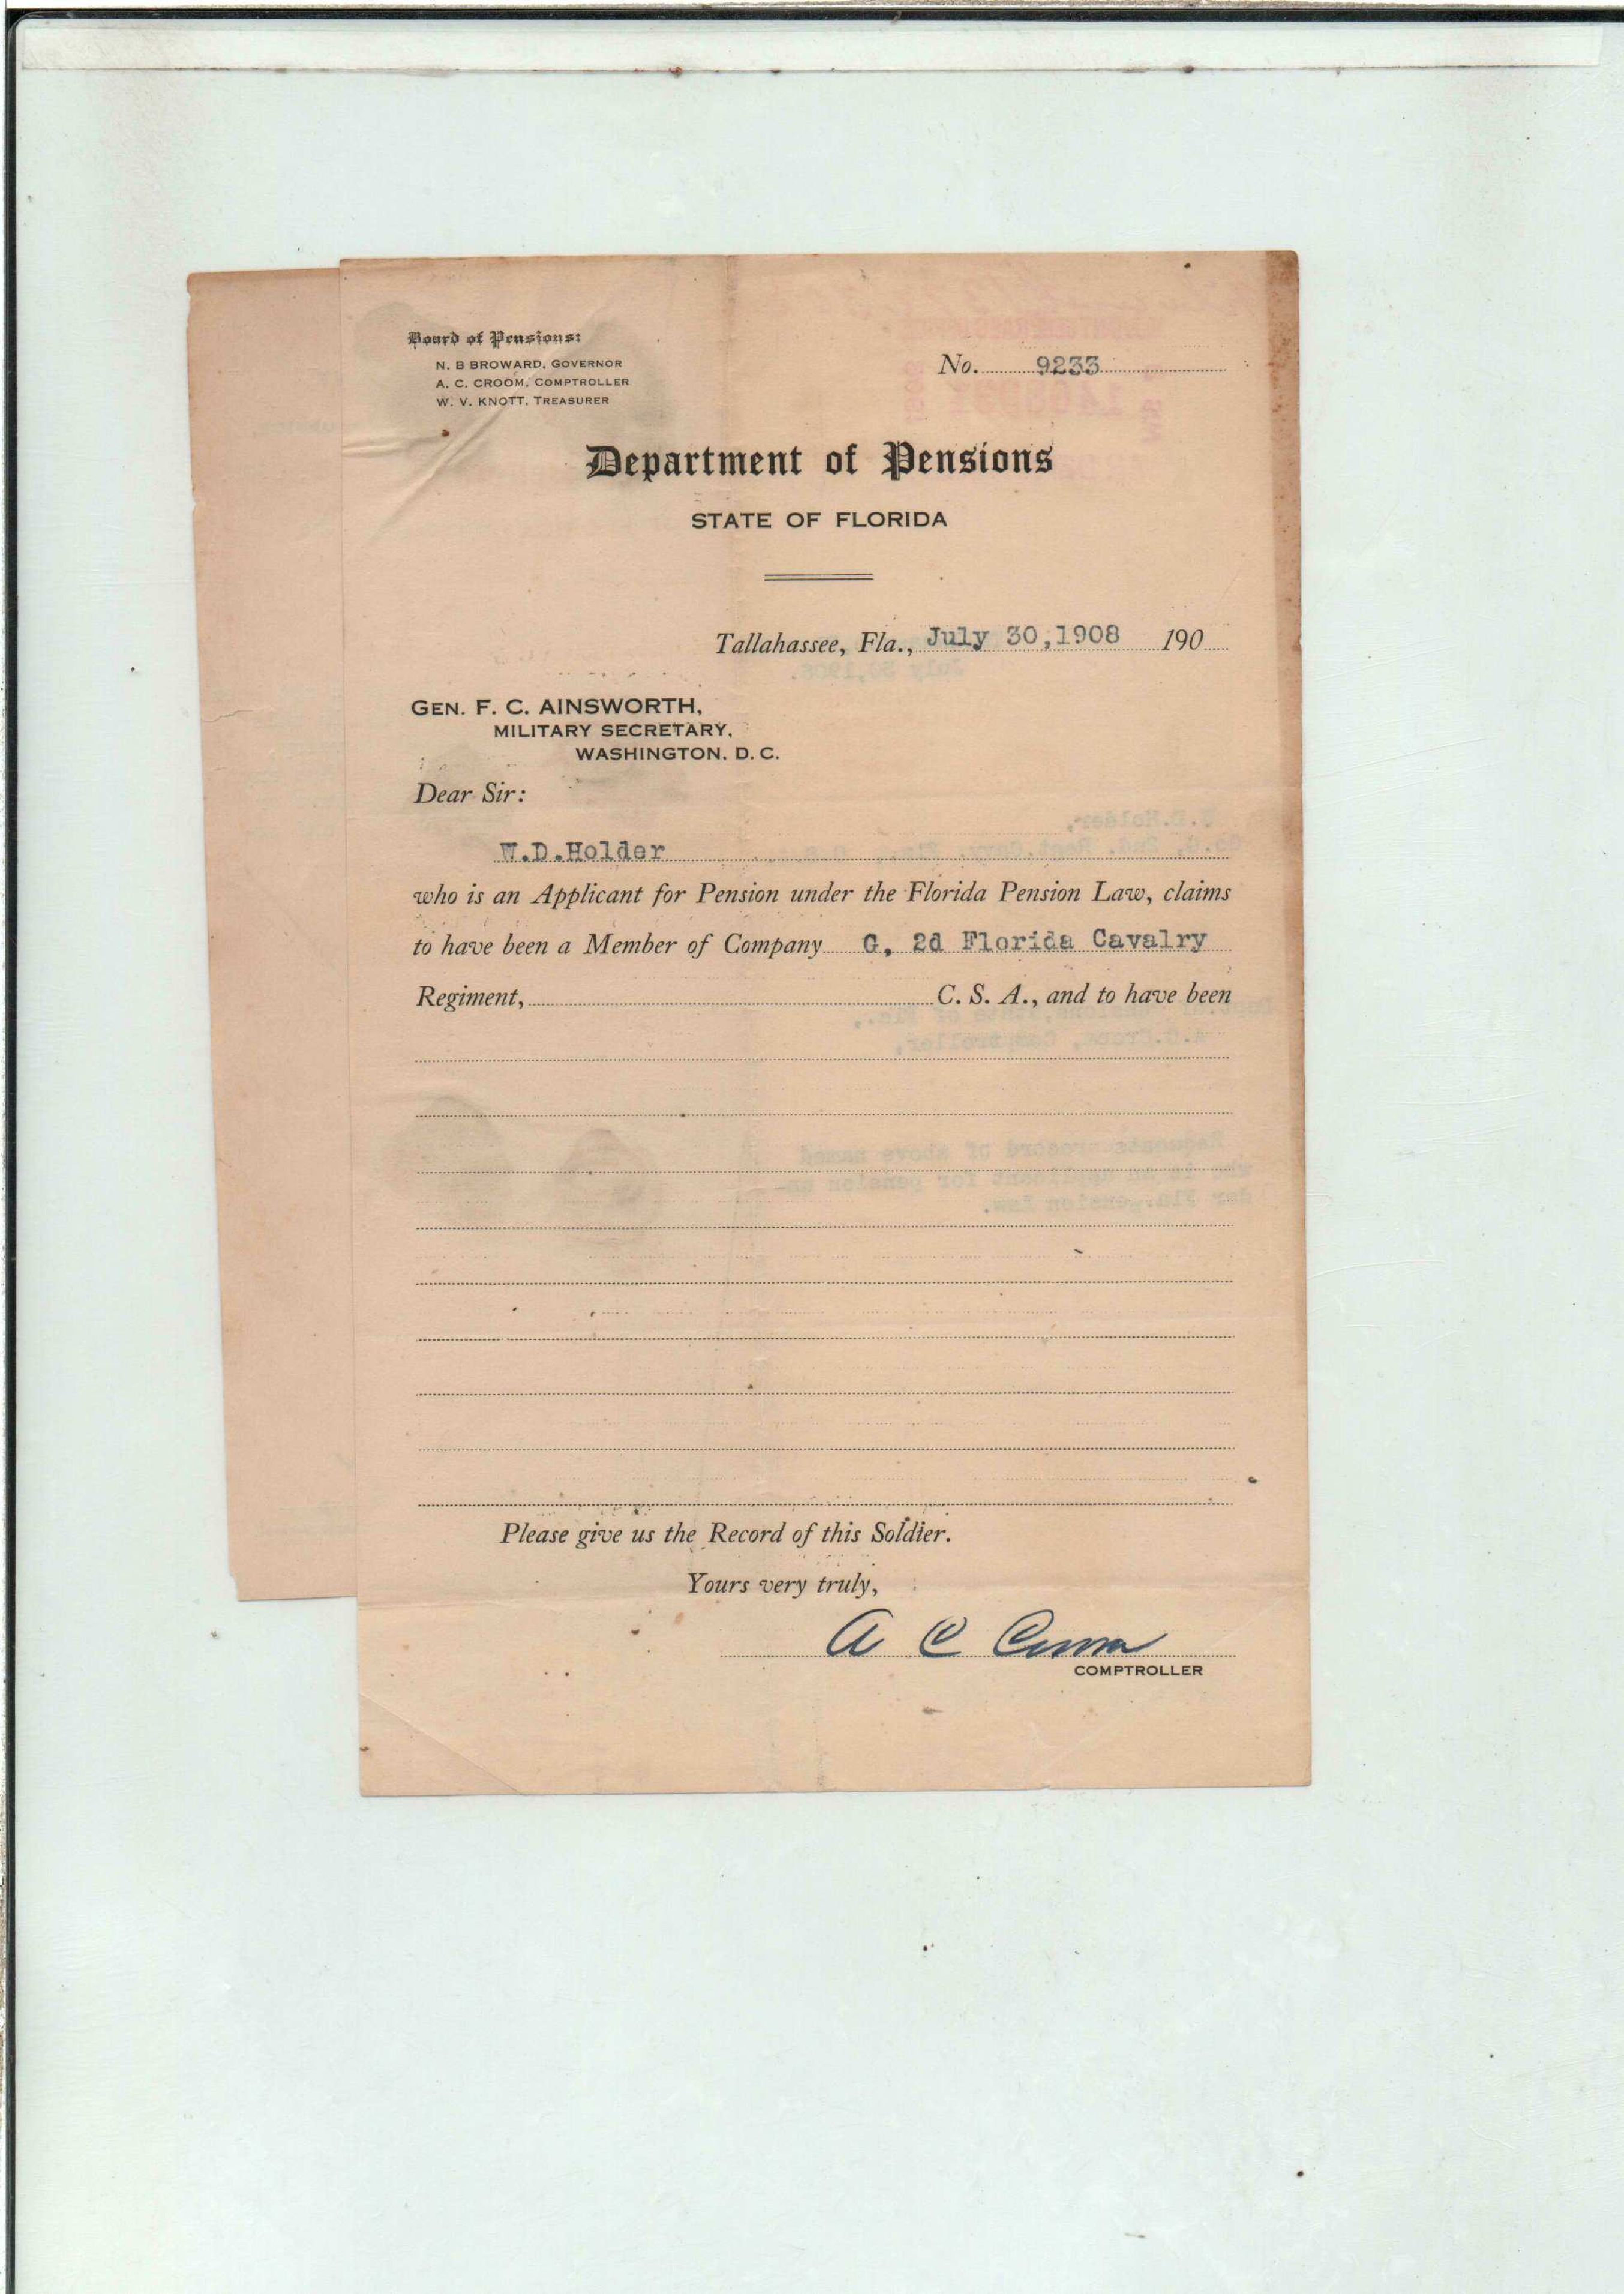 Board of Pensions:
N. B BROWARD, GOVERNOR
A. C. CROOM, COMPTROLLER
W. V. KNOTT, TREASURER
No. 9233
Department of Pensions
STATE OF FLORIDA
Tallahassee, Fla., July 30,1908 190
GEN. F. C. AINSWORTH,
MILITARY SECRETARY,
WASHINGTON, D. C.
Dear Sir:
W.D.Holder
who is an Applicant for Pension under the Florida Pension Law, claims
to have been a Member of Company G, 2d Florida Cavalry
Regiment, C. S. A., and to have been
Please give us the Record of this Soldier.
Yours very truly,
A C Croom
COMPTROLLER